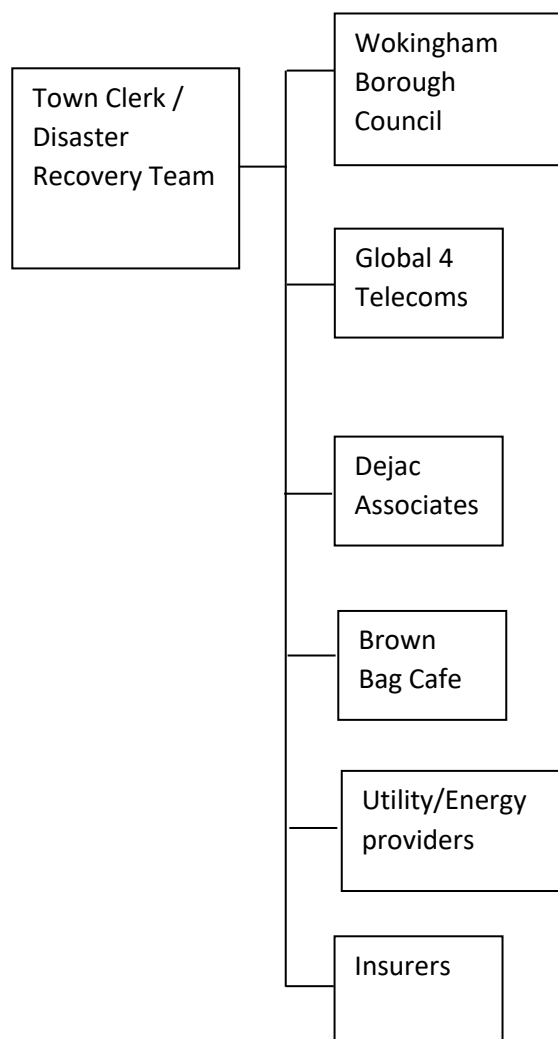 Town Clerk /
Disaster
Recovery Team
Wokingham
Borough
Council
Global 4
Telecoms
Dejac
Associates
Brown
Bag Cafe
Utility/Energy
providers
Insurers